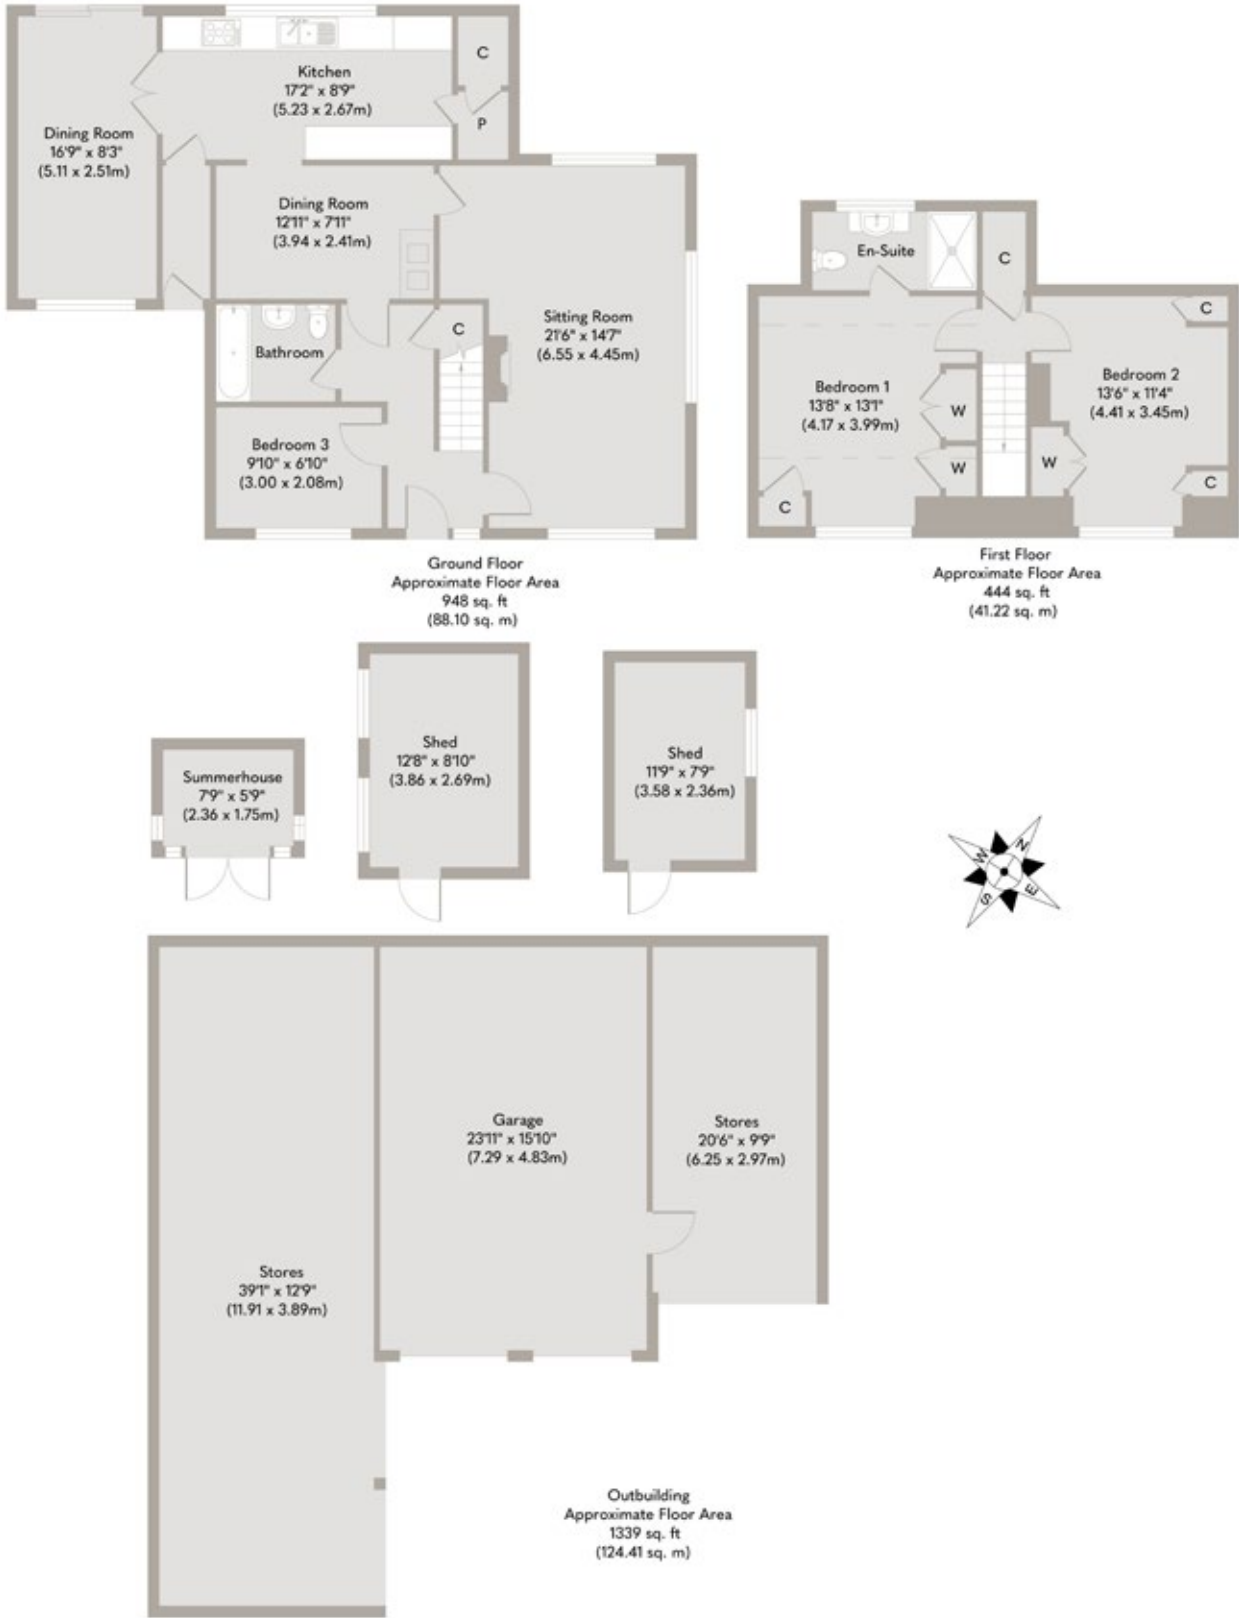 Kitchen
17'2" x 8'9"
(5.23 x 2.67m)
C
P
Dining Room
16'9" x 8'3"
(5.11 x 2.51m)
Dining Room
12'11" x 7'11"
(3.94 x 2.41m)
Sitting Room
21'6" x 14'7"
(6.55 x 4.45m)
C
Bathroom
Bedroom 3
9'10" x 6'10"
(3.00 x 2.08m)
Ground Floor
Approximate Floor Area
948 sq. ft
(88.10 sq. m)
En-Suite
C
C
Bedroom 1
13'8" x 13'1"
(4.17 x 3.99m)
W
W
C
Bedroom 2
13'6" x 11'4"
(4.41 x 3.45m)
W
C
First Floor
Approximate Floor Area
444 sq. ft
(41.22 sq. m)
Summerhouse
7'9" x 5'9"
(2.36 x 1.75m)
Shed
12'8" x 8'10"
(3.86 x 2.69m)
Shed
11'9" x 7'9"
(3.58 x 2.36m)
N
W
E
S
Garage
23'11" x 15'10"
(7.29 x 4.83m)
Stores
20'6" x 9'9"
(6.25 x 2.97m)
Stores
39'1" x 12'9"
(11.91 x 3.89m)
Outbuilding
Approximate Floor Area
1339 sq. ft
(124.41 sq. m)